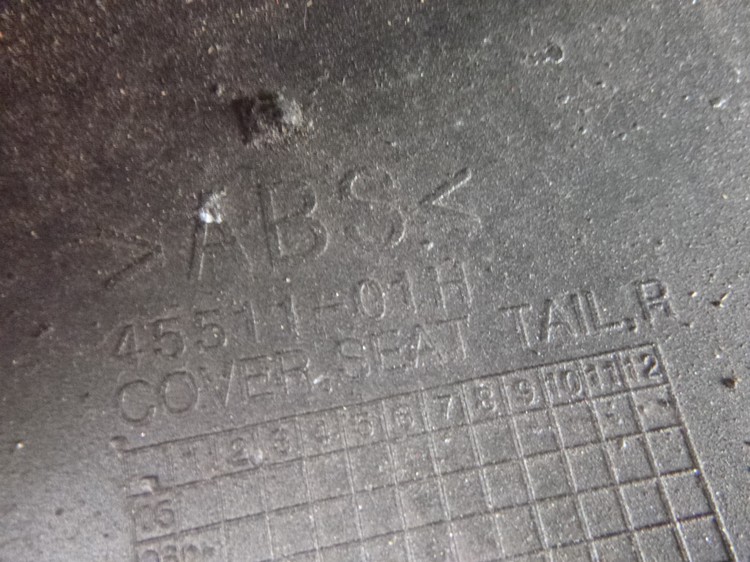 >ABS<
45511-01H
COVER,SEAT TAIL,R
1 2 3 4 5 6 7 8 9 10 11 12
06